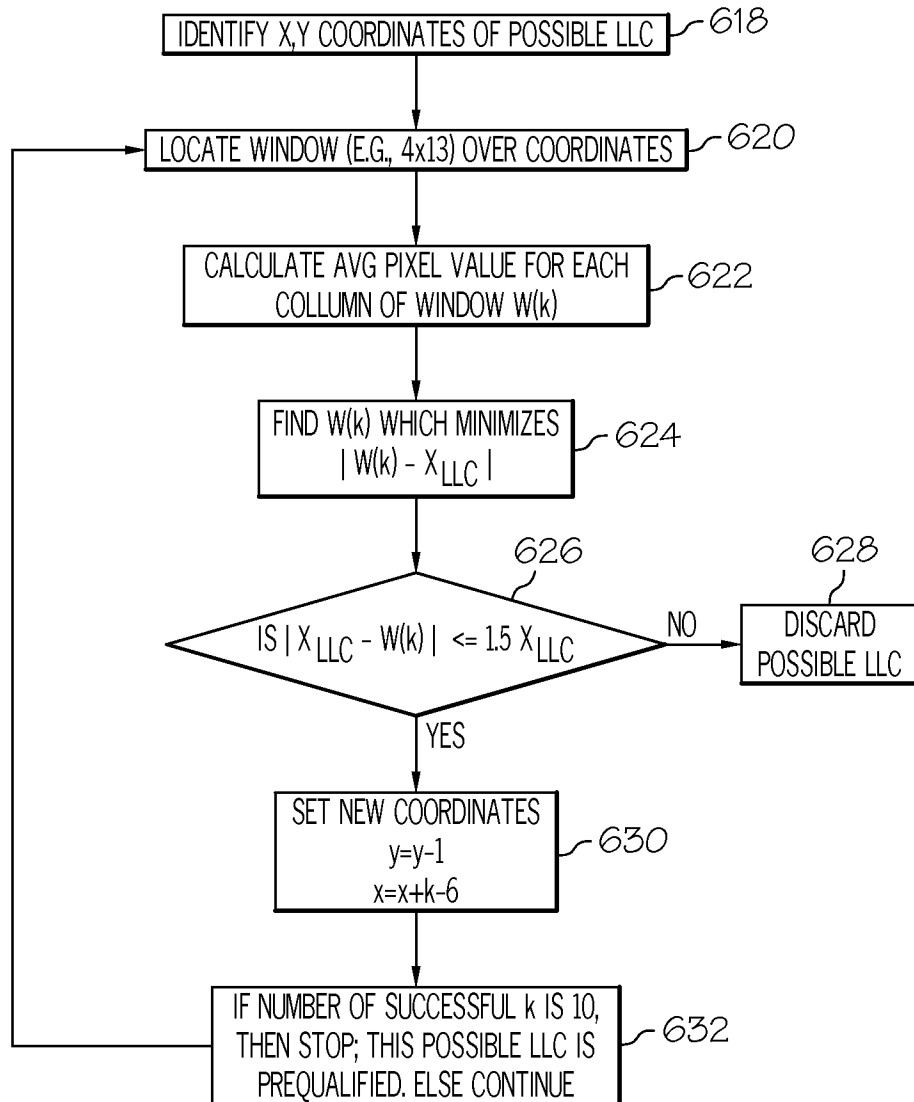 IDENTIFY X,Y COORDINATES OF POSSIBLE LLC
618
LOCATE WINDOW (E.G., 4x13) OVER COORDINATES
620
CALCULATE AVG PIXEL VALUE FOR EACH
COLLUMN OF WINDOW W(k)
622
FIND W(k) WHICH MINIMIZES
| W(k) - X_LLC |
624
626
IS | X_LLC - W(k) | <= 1.5 X_LLC
NO
628
DISCARD
POSSIBLE LLC
YES
SET NEW COORDINATES
y=y-1
x=x+k-6
630
IF NUMBER OF SUCCESSFUL k IS 10,
THEN STOP; THIS POSSIBLE LLC IS
PREQUALIFIED. ELSE CONTINUE
632